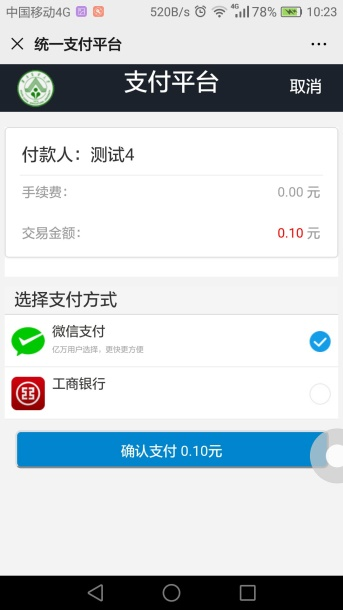 中国移动4G 520B/s 4G 78% 10:23
统一支付平台
支付平台 取消
付款人：测试4
手续费： 0.00 元
交易金额： 0.10 元
选择支付方式
微信支付
亿万用户选择，更快更方便
工商银行
确认支付 0.10元